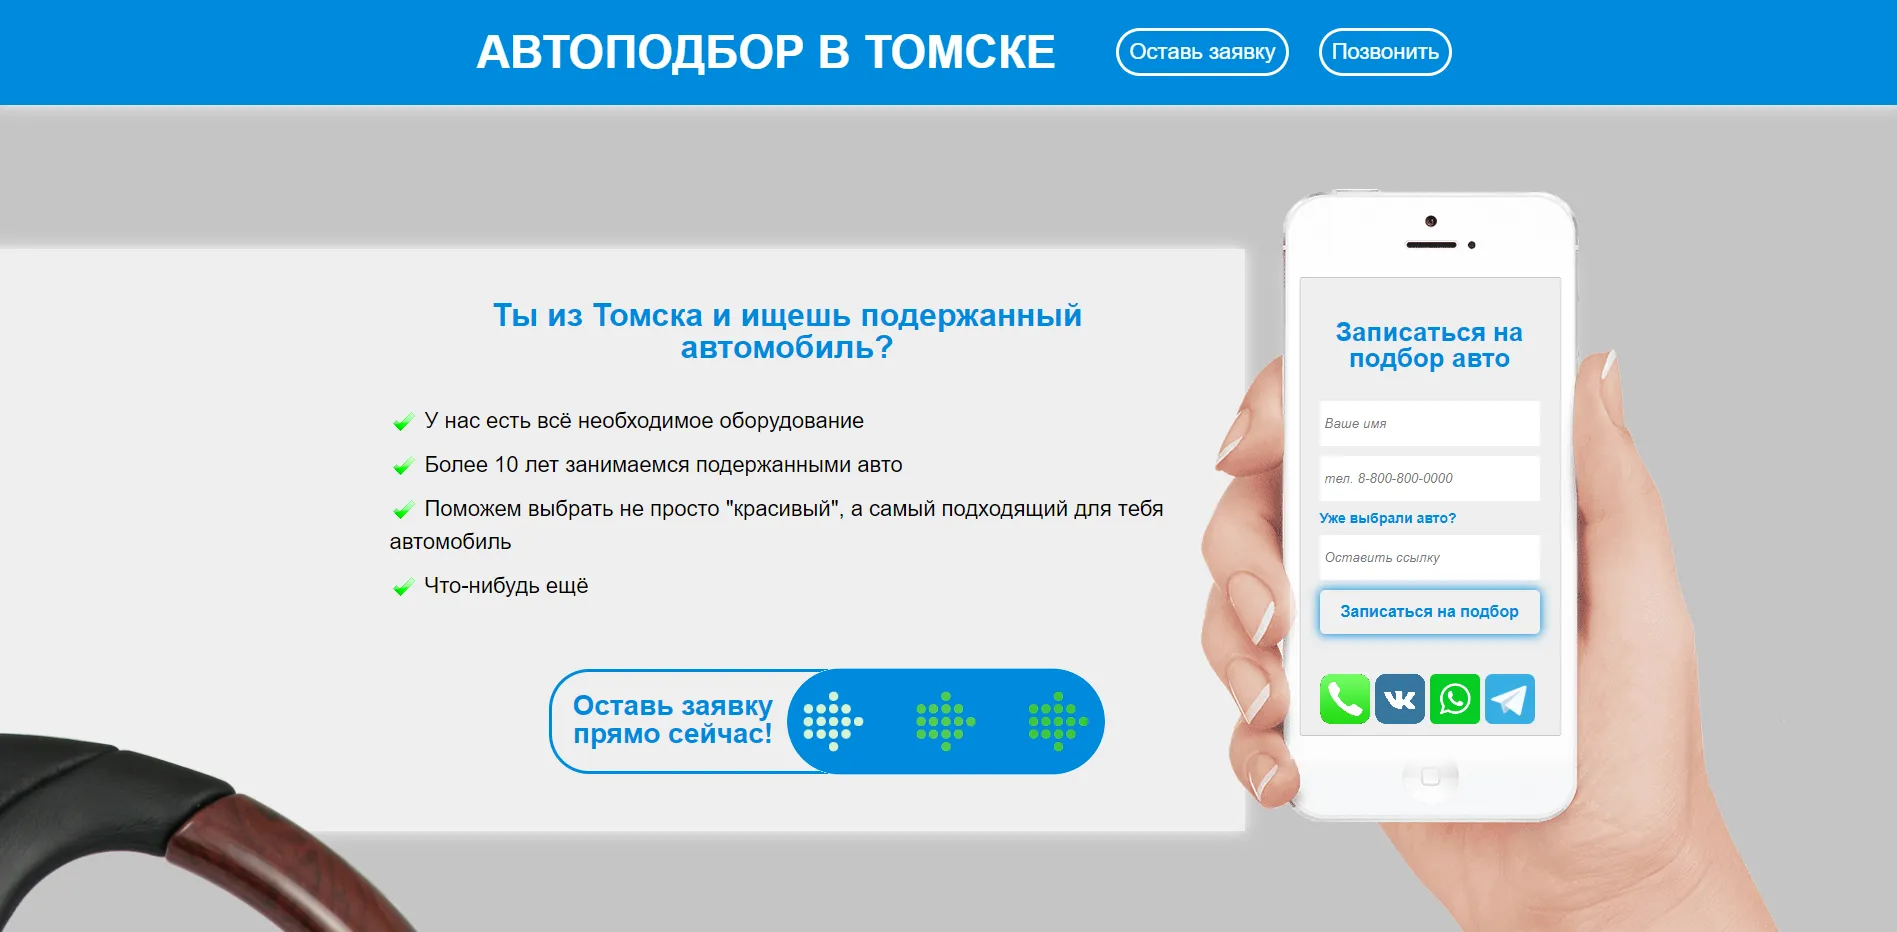 АВТОПОДБОР В ТОМСКЕ
Оставь заявку
Позвонить
Ты из Томска и ищешь подержанный
автомобиль?
У нас есть всё необходимое оборудование
Более 10 лет занимаемся подержанными авто
Поможем выбрать не просто "красивый", а самый подходящий для тебя
автомобиль
Что-нибудь ещё
Оставь заявку
прямо сейчас!
Записаться на
подбор авто
Ваше имя
тел. 8-800-800-0000
Уже выбрали авто?
Оставить ссылку
Записаться на подбор